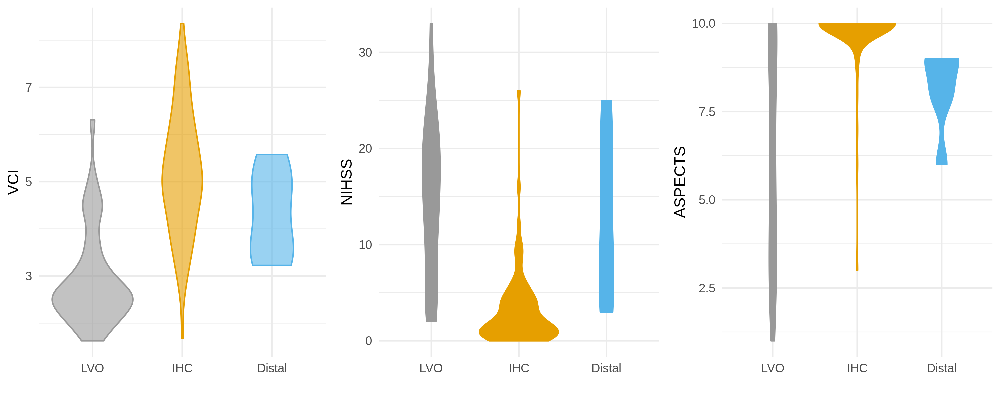 VCI
7
5
3
LVO IHC Distal
NIHSS
30
20
10
0
LVO IHC Distal
ASPECTS
10.0
7.5
5.0
2.5
LVO IHC Distal